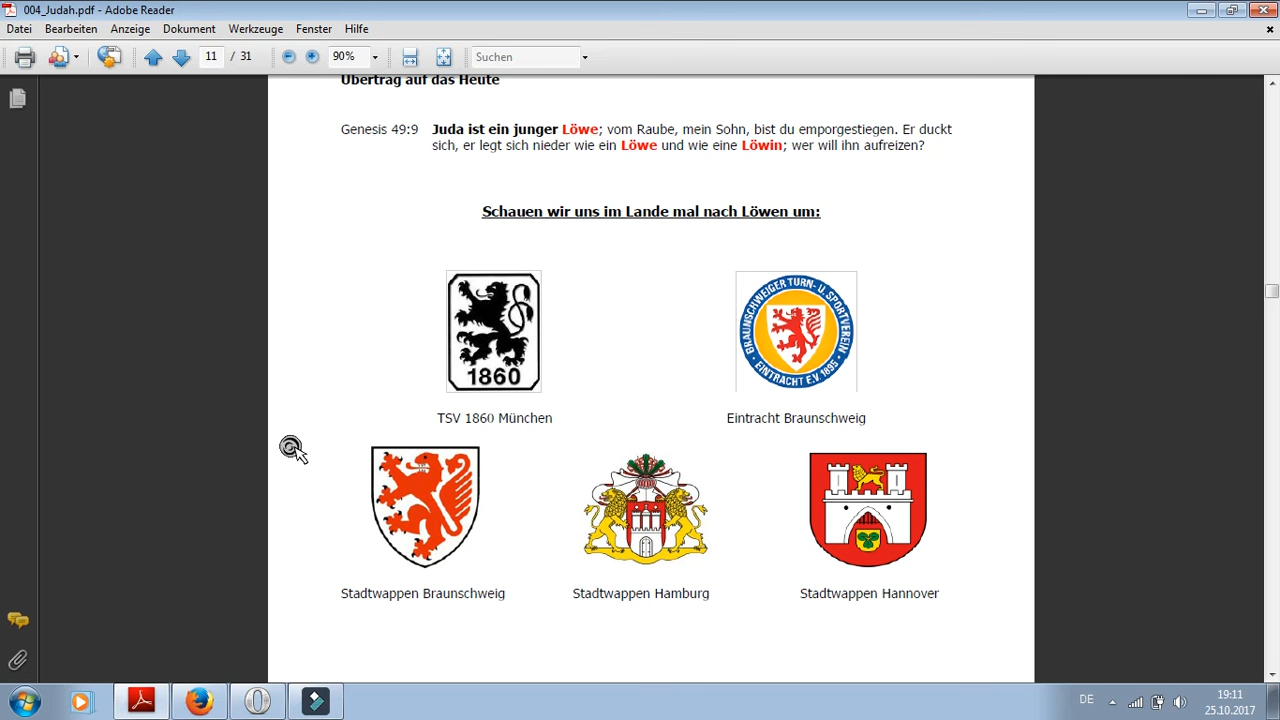 004_Judah.pdf - Adobe Reader
Datei Bearbeiten Anzeige Dokument Werkzeuge Fenster Hilfe
11 / 31 90% Suchen
Übertrag auf das Heute
Genesis 49:9 Juda ist ein junger Löwe; vom Raube, mein Sohn, bist du emporgestiegen. Er duckt
sich, er legt sich nieder wie ein Löwe und wie eine Löwin; wer will ihn aufreizen?
Schauen wir uns im Lande mal nach Löwen um:
1860
BRAUNSCHWEIGER TURN- U. SPORTVEREIN
EINTRACHT E.V. 1895
TSV 1860 München Eintracht Braunschweig
Stadtwappen Braunschweig Stadtwappen Hamburg Stadtwappen Hannover
DE 19:11
25.10.2017